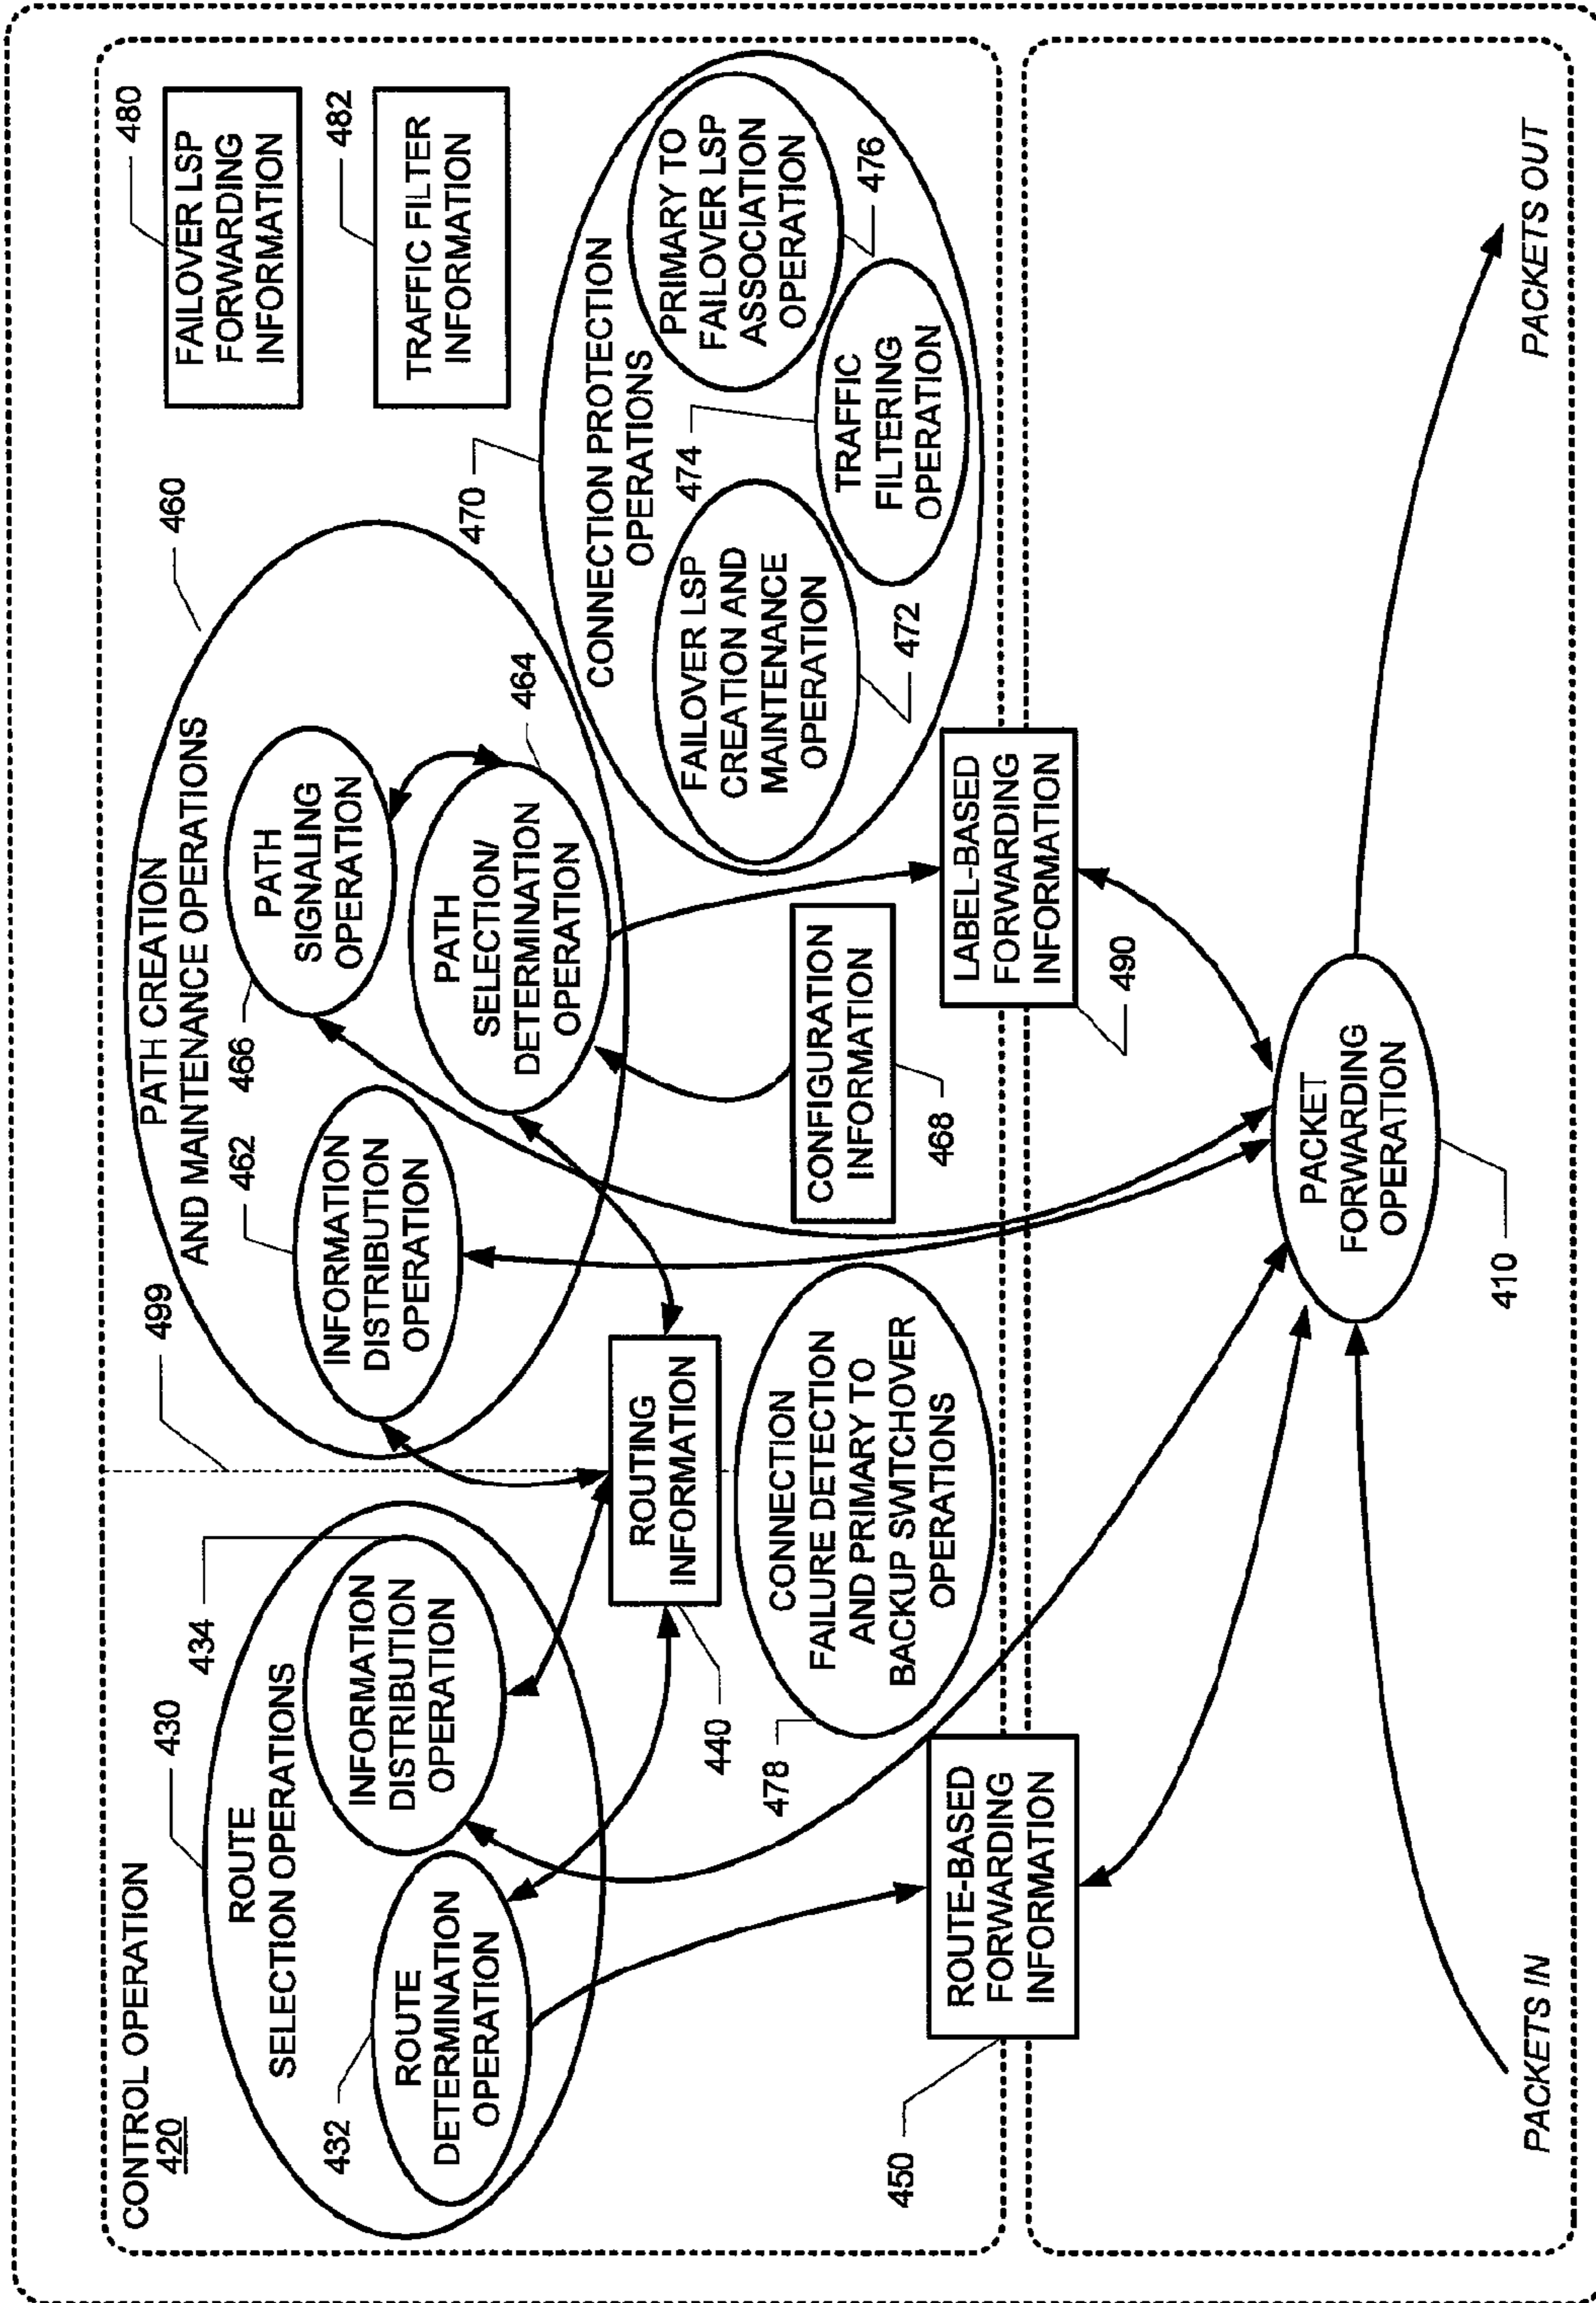 CONTROL OPERATION
420
430
ROUTE
SELECTION OPERATIONS
434
432
ROUTE
DETERMINATION
OPERATION
INFORMATION
DISTRIBUTION
OPERATION
499
PATH CREATION
AND MAINTENANCE OPERATIONS
460
462
INFORMATION
DISTRIBUTION
OPERATION
466
PATH
SIGNALING
OPERATION
464
PATH
SELECTION/
DETERMINATION
OPERATION
480
FAILOVER LSP
FORWARDING
INFORMATION
482
TRAFFIC FILTER
INFORMATION
470
CONNECTION PROTECTION
OPERATIONS
FAILOVER LSP
CREATION AND
MAINTENANCE
OPERATION
472
474
TRAFFIC
FILTERING
OPERATION
PRIMARY TO
FAILOVER LSP
ASSOCIATION
OPERATION
476
ROUTING
INFORMATION
440
478
CONNECTION
FAILURE DETECTION
AND PRIMARY TO
BACKUP SWITCHOVER
OPERATIONS
CONFIGURATION
INFORMATION
468
450
ROUTE-BASED
FORWARDING
INFORMATION
LABEL-BASED
FORWARDING
INFORMATION
490
PACKET
FORWARDING
OPERATION
410
PACKETS IN
PACKETS OUT